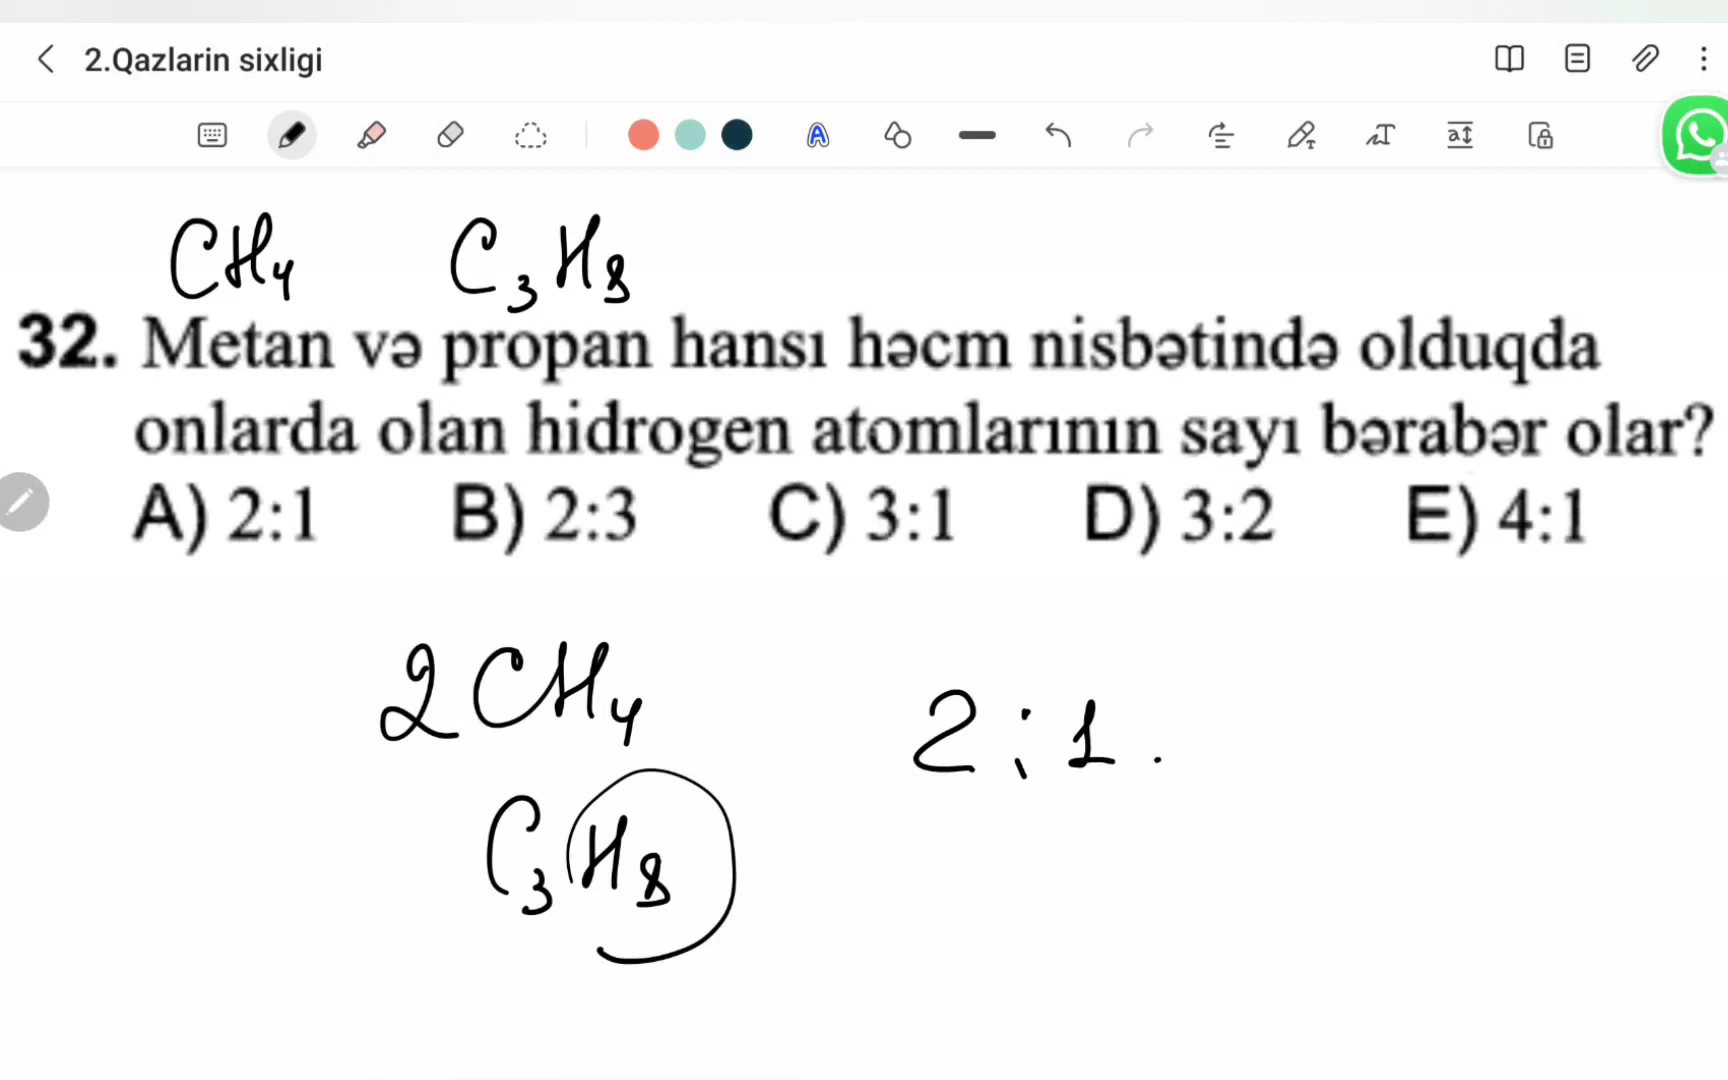 2.Qazlarin sixligi
CH₄ C₃H₈
32. Metan və propan hansı həcm nisbətində olduqda
onlarda olan hidrogen atomlarının sayı bərabər olar?
A) 2:1 B) 2:3 C) 3:1 D) 3:2 E) 4:1
2CH₄
2:1.
C₃H₈